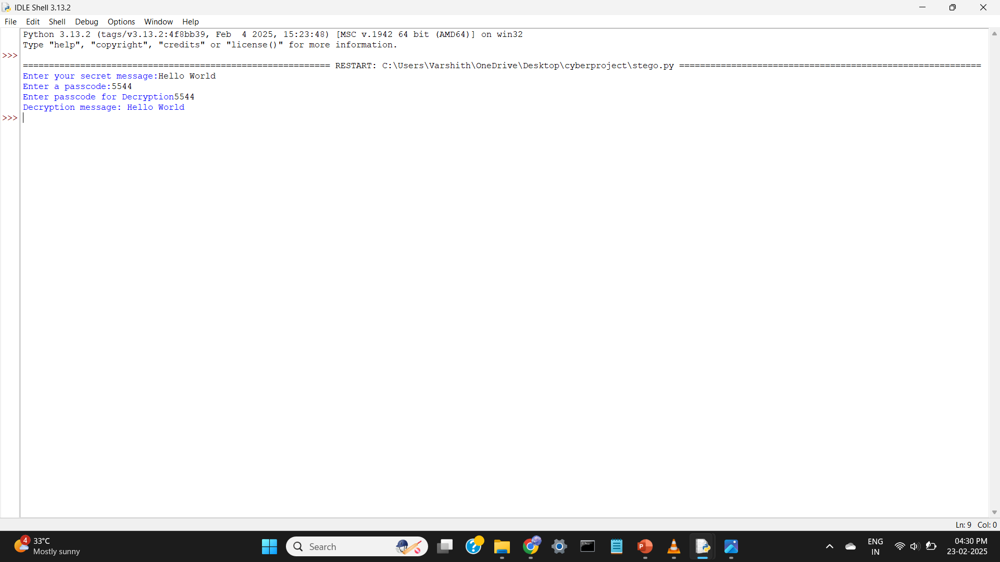 IDLE Shell 3.13.2
File Edit Shell Debug Options Window Help
Python 3.13.2 (tags/v3.13.2:4f8bb39, Feb  4 2025, 15:23:48) [MSC v.1942 64 bit (AMD64)] on win32
Type "help", "copyright", "credits" or "license()" for more information.
>>>
=========================================================== RESTART: C:\Users\Varshith\OneDrive\Desktop\cyberproject\stego.py ==========================================================
Enter your secret message:Hello World
Enter a passcode:5544
Enter passcode for Decryption5544
Decryption message: Hello World
>>>
Ln: 9 Col: 0
4 33°C
Mostly sunny
Search
ENG
IN
04:30 PM
23-02-2025